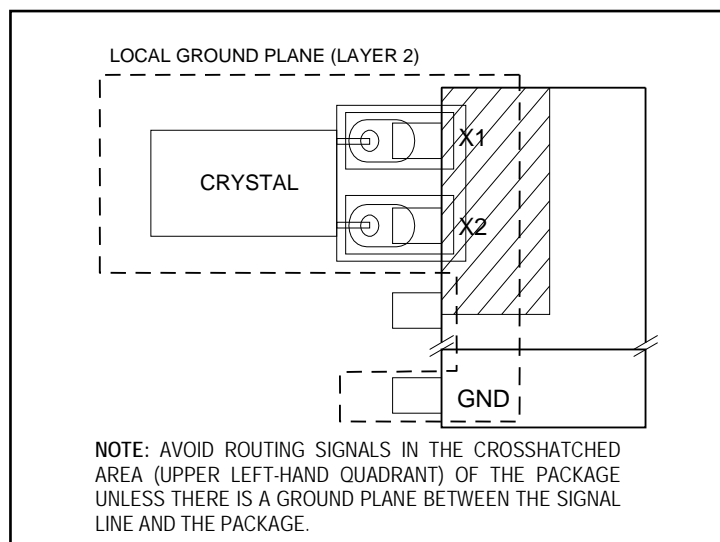 LOCAL GROUND PLANE (LAYER 2)
X1
CRYSTAL
X2
GND
NOTE: AVOID ROUTING SIGNALS IN THE CROSSHATCHED
AREA (UPPER LEFT-HAND QUADRANT) OF THE PACKAGE
UNLESS THERE IS A GROUND PLANE BETWEEN THE SIGNAL
LINE AND THE PACKAGE.